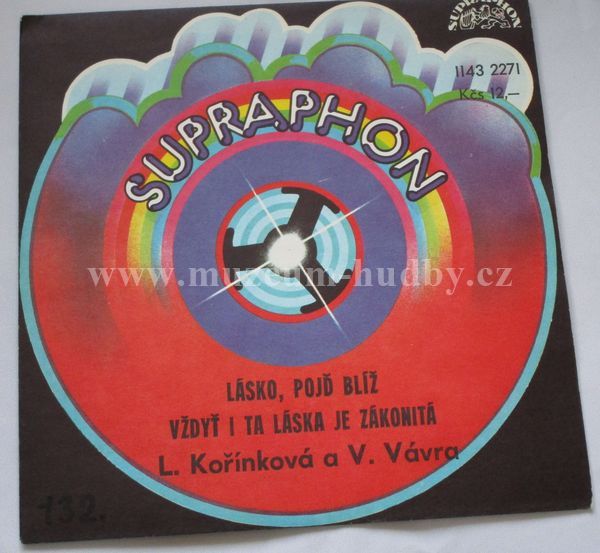 SUPRAPHON
1143 2271
Kčs 12,—
SUPRAPHON
www.muzeum-hudby.cz
LÁSKO, POJĎ BLÍŽ
VŽDYŤ I TA LÁSKA JE ZÁKONITÁ
L. Kořínková a V. Vávra
132.